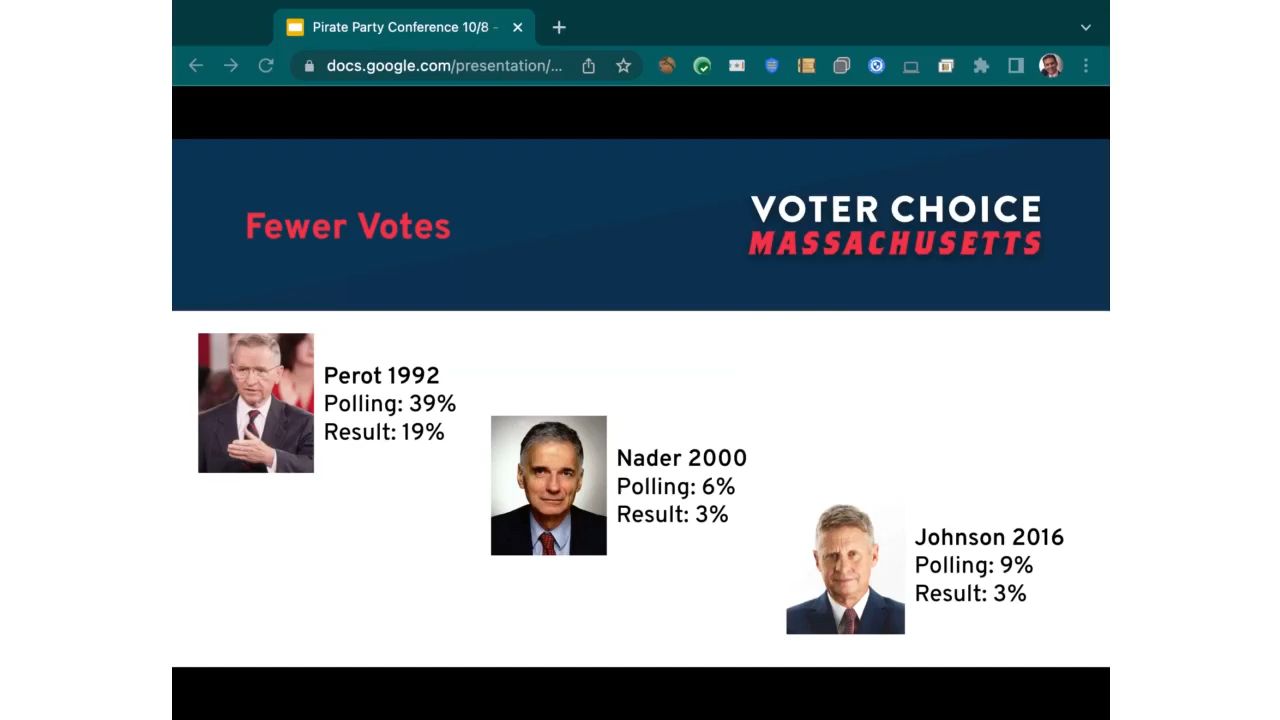 Pirate Party Conference 10/8 -
docs.google.com/presentation/...
Fewer Votes
VOTER CHOICE
MASSACHUSETTS
Perot 1992
Polling: 39%
Result: 19%
Nader 2000
Polling: 6%
Result: 3%
Johnson 2016
Polling: 9%
Result: 3%